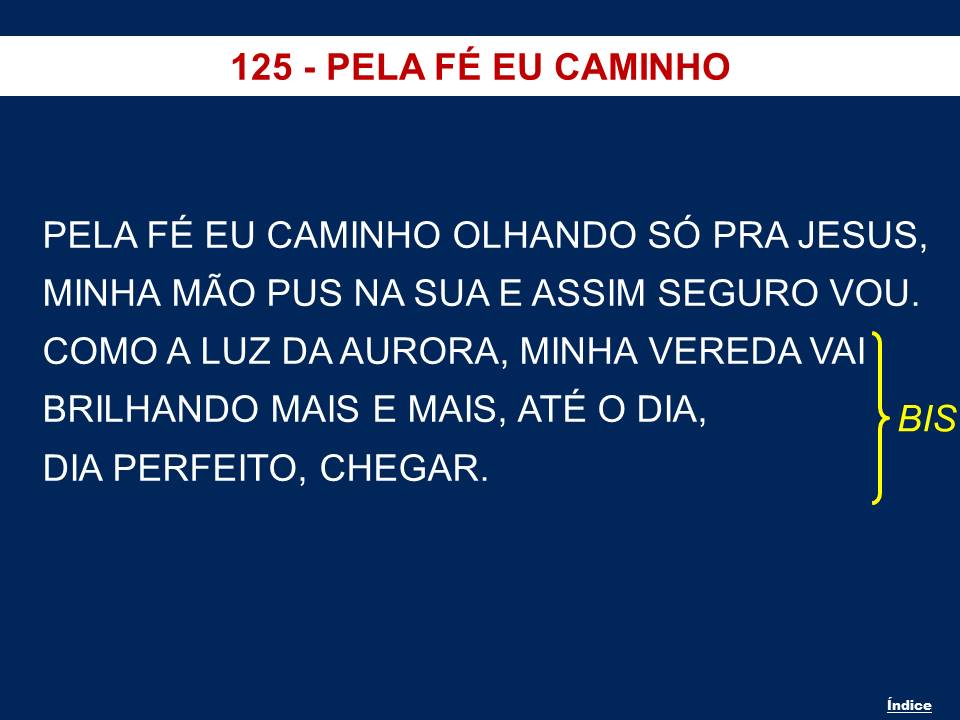 125 - PELA FÉ EU CAMINHO
PELA FÉ EU CAMINHO OLHANDO SÓ PRA JESUS,
MINHA MÃO PUS NA SUA E ASSIM SEGURO VOU.
COMO A LUZ DA AURORA, MINHA VEREDA VAI
BRILHANDO MAIS E MAIS, ATÉ O DIA,
DIA PERFEITO, CHEGAR.
BIS
Índice